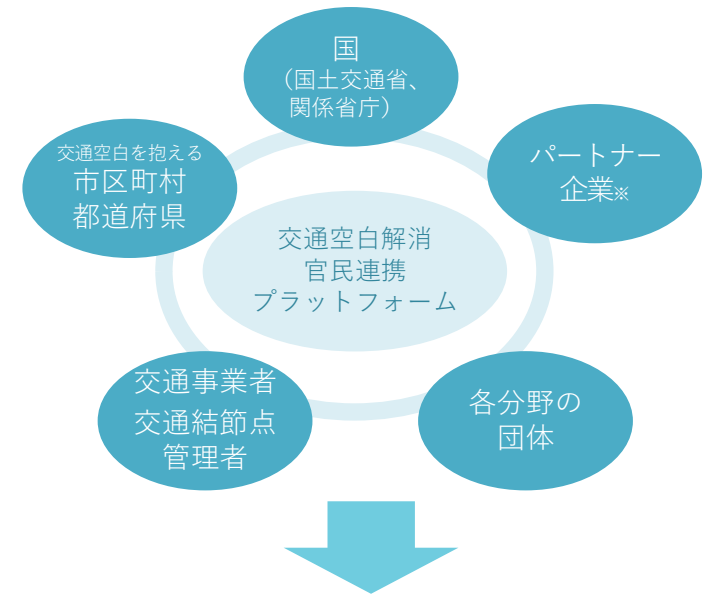 国
（国土交通省、
関係省庁）
交通空白を抱える
市区町村
都道府県
パートナー
企業※
交通空白解消
官民連携
プラットフォーム
交通事業者
交通結節点
管理者
各分野の
団体